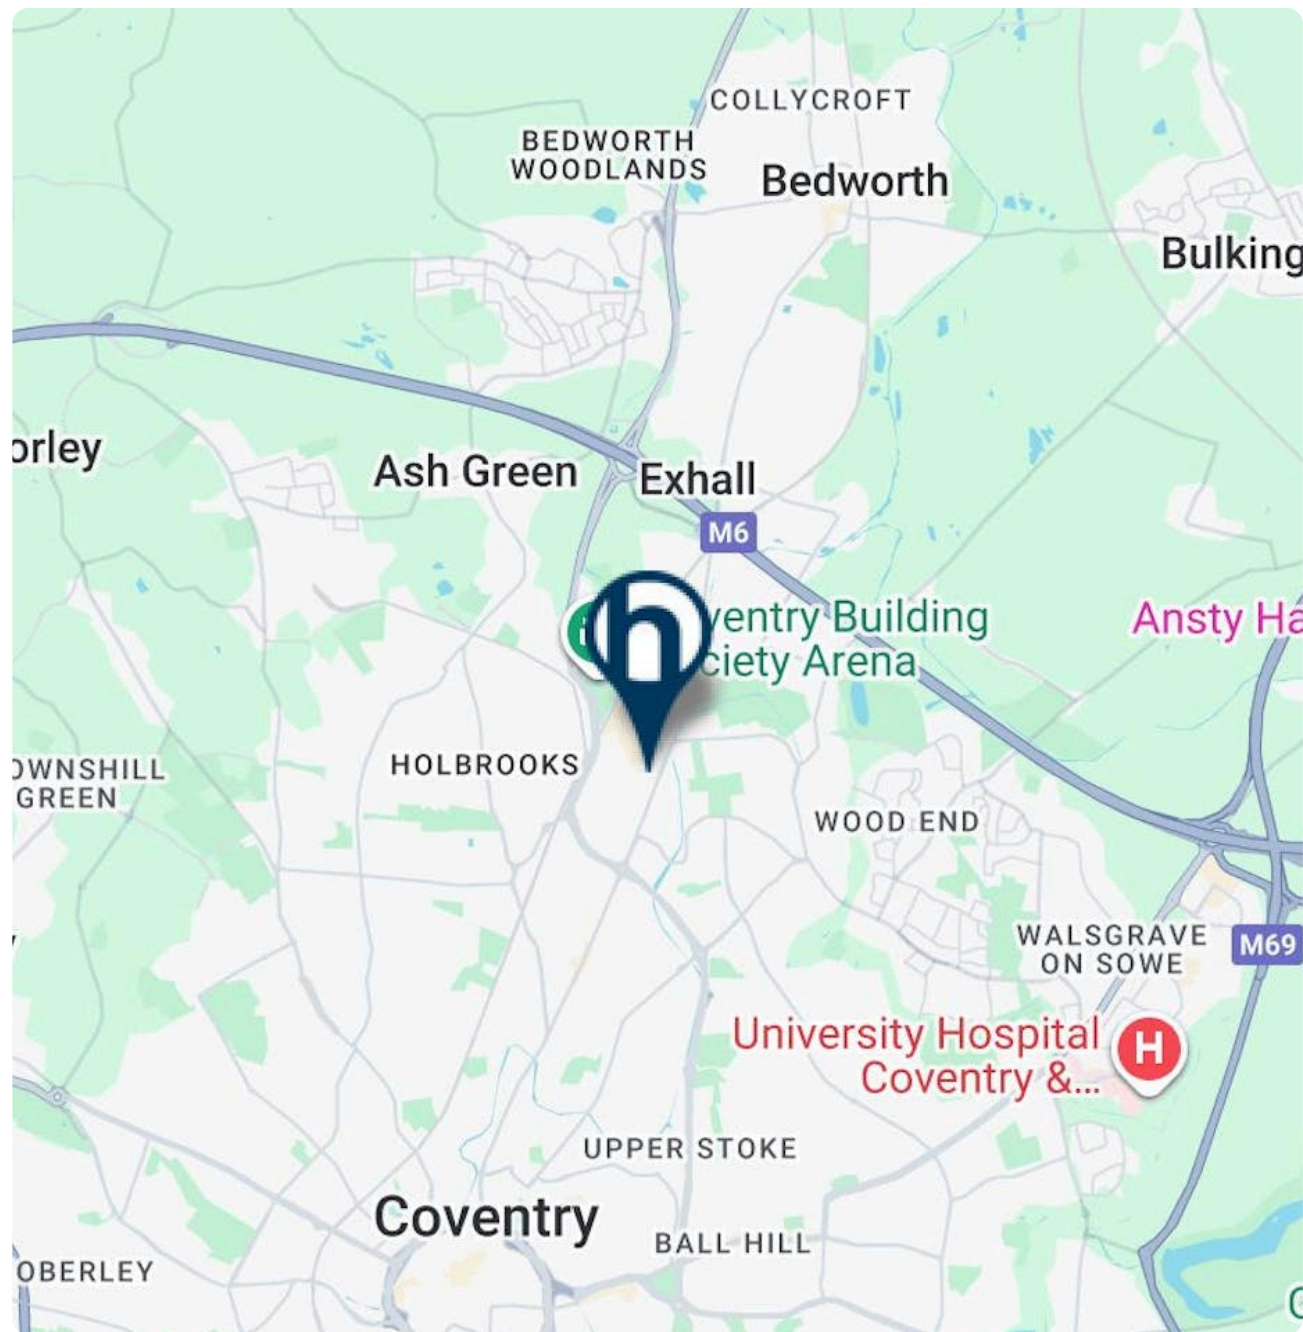 COLLYCROFT
BEDWORTH
WOODLANDS
Bedworth
Bulking
orley
Ash Green
Exhall
M6
h
ventry Building
ciety Arena
Ansty Ha
HOLBROOKS
OWNSHILL
GREEN
WOOD END
WALSGRAVE
ON SOWE
M69
University Hospital
Coventry &...
H
UPPER STOKE
Coventry
BALL HILL
OBERLEY